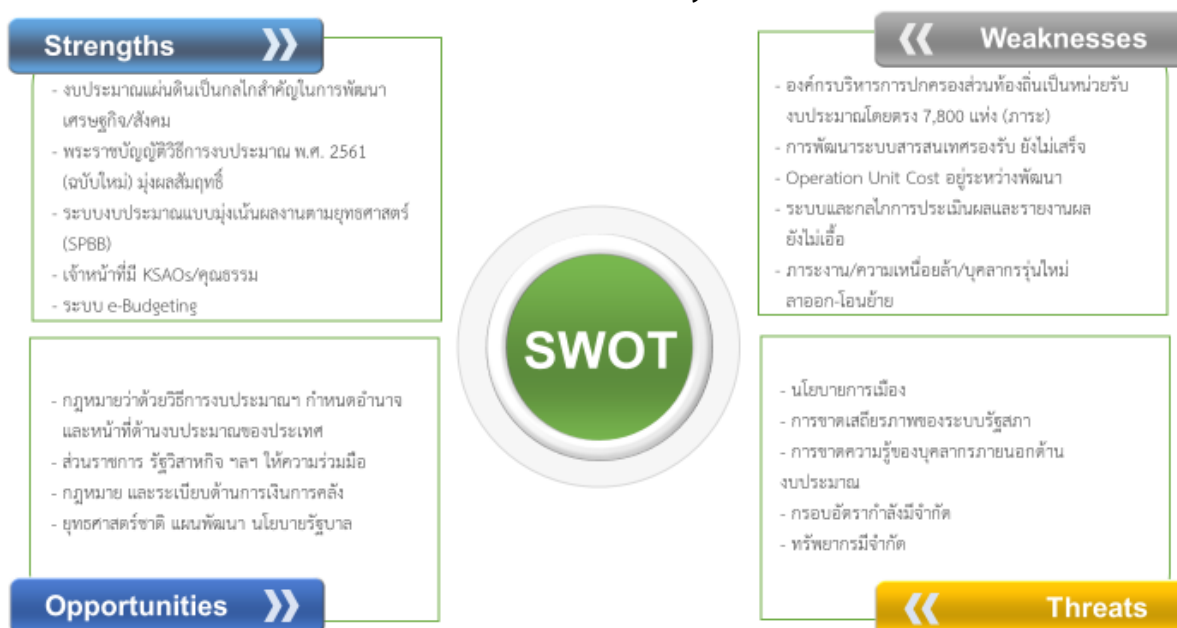 Strengths
- งบประมาณแผ่นดินเป็นกลไกสำคัญในการพัฒนา
เศรษฐกิจ/สังคม
- พระราชบัญญัติวิธีการงบประมาณ พ.ศ. 2561
(ฉบับใหม่) มุ่งผลสัมฤทธิ์
- ระบบงบประมาณแบบมุ่งเน้นผลงานตามยุทธศาสตร์
(SPBB)
- เจ้าหน้าที่มี KSAOs/คุณธรรม
- ระบบ e-Budgeting
Weaknesses
- องค์กรบริหารการปกครองส่วนท้องถิ่นเป็นหน่วยรับ
งบประมาณโดยตรง 7,800 แห่ง (ภาระ)
- การพัฒนาระบบสารสนเทศรองรับ ยังไม่เสร็จ
- Operation Unit Cost อยู่ระหว่างพัฒนา
- ระบบและกลไกการประเมินผลและรายงานผล
ยังไม่เอื้อ
- ภาระงาน/ความเหนื่อยล้า/บุคลากรรุ่นใหม่
ลาออก-โอนย้าย
SWOT
- กฎหมายว่าด้วยวิธีการงบประมาณฯ กำหนดอำนาจ
และหน้าที่ด้านงบประมาณของประเทศ
- ส่วนราชการ รัฐวิสาหกิจ ฯลฯ ให้ความร่วมมือ
- กฎหมาย และระเบียบด้านการเงินการคลัง
- ยุทธศาสตร์ชาติ แผนพัฒนา นโยบายรัฐบาล
Opportunities
- นโยบายการเมือง
- การขาดเสถียรภาพของระบบรัฐสภา
- การขาดความรู้ของบุคลากรภายนอกด้าน
งบประมาณ
- กรอบอัตรากำลังมีจำกัด
- ทรัพยากรมีจำกัด
Threats